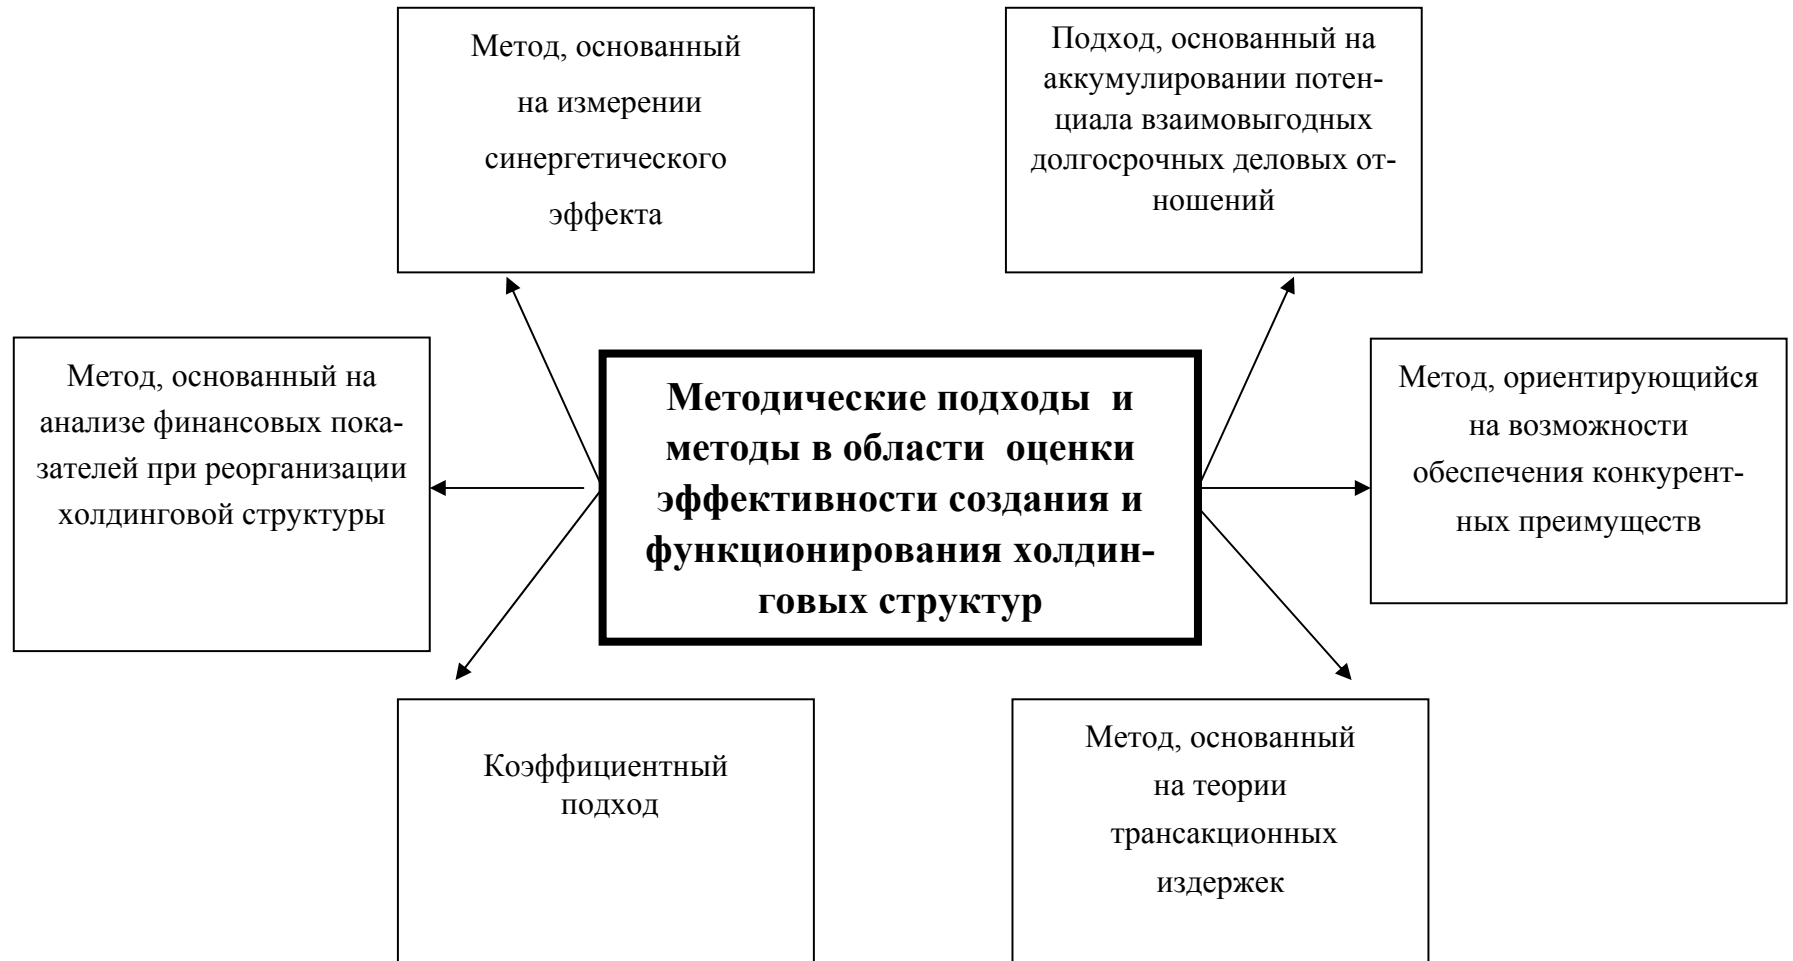 Метод, основанный
на измерении
синергетического
эффекта
Подход, основанный на
аккумулировании потен-
циала взаимовыгодных
долгосрочных деловых от-
ношений
Метод, основанный на
анализе финансовых пока-
зателей при реорганизации
холдинговой структуры
Методические подходы и
методы в области оценки
эффективности создания и
функционирования холдин-
говых структур
Метод, ориентирующийся
на возможности
обеспечения конкурент-
ных преимуществ
Коэффициентный
подход
Метод, основанный
на теории
трансакционных
издержек